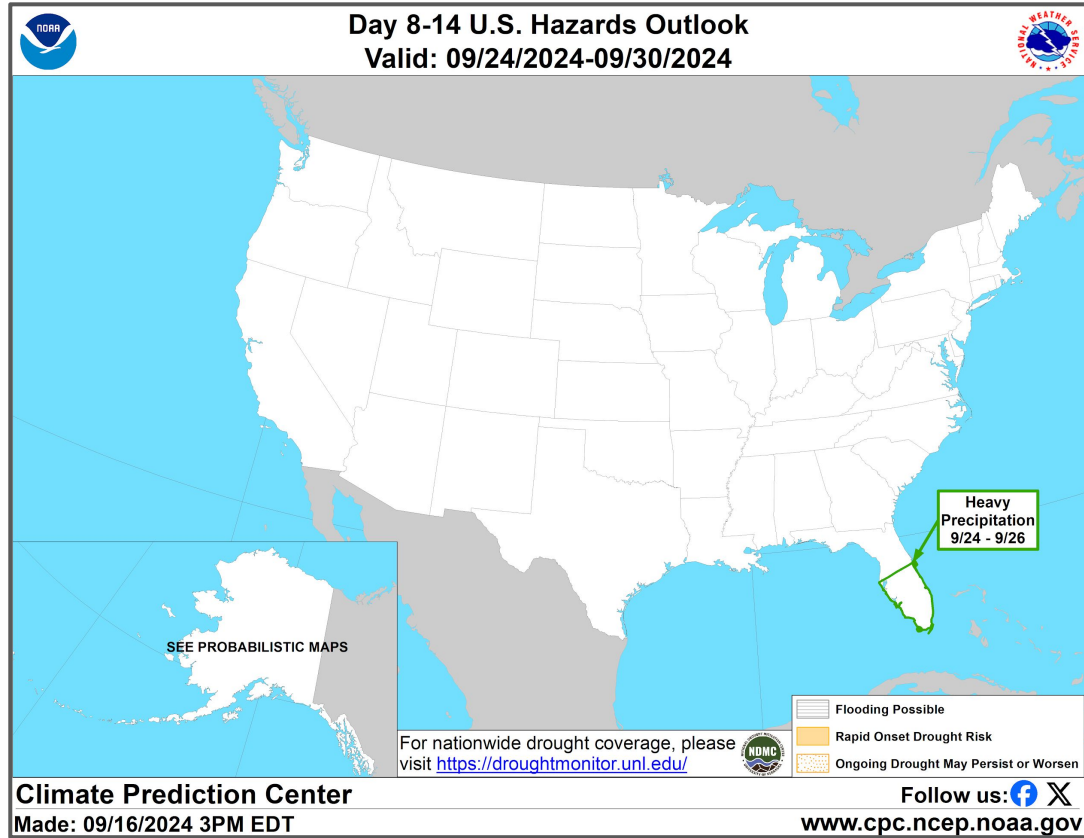 NOAA
Day 8-14 U.S. Hazards Outlook
Valid: 09/24/2024-09/30/2024
NATIONAL WEATHER SERVICE
Heavy
Precipitation
9/24 - 9/26
SEE PROBABILISTIC MAPS
For nationwide drought coverage, please
visit https://droughtmonitor.unl.edu/
NDMC
Flooding Possible
Rapid Onset Drought Risk
Ongoing Drought May Persist or Worsen
Climate Prediction Center
Follow us:
Made: 09/16/2024 3PM EDT
www.cpc.ncep.noaa.gov